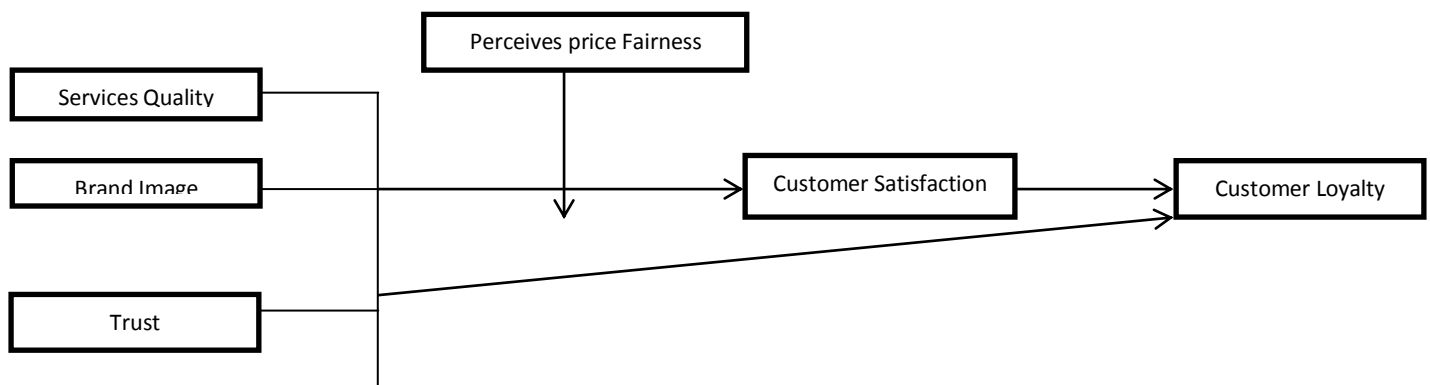 Perceives price Fairness
Services Quality
Brand Image
Customer Satisfaction
Customer Loyalty
Trust